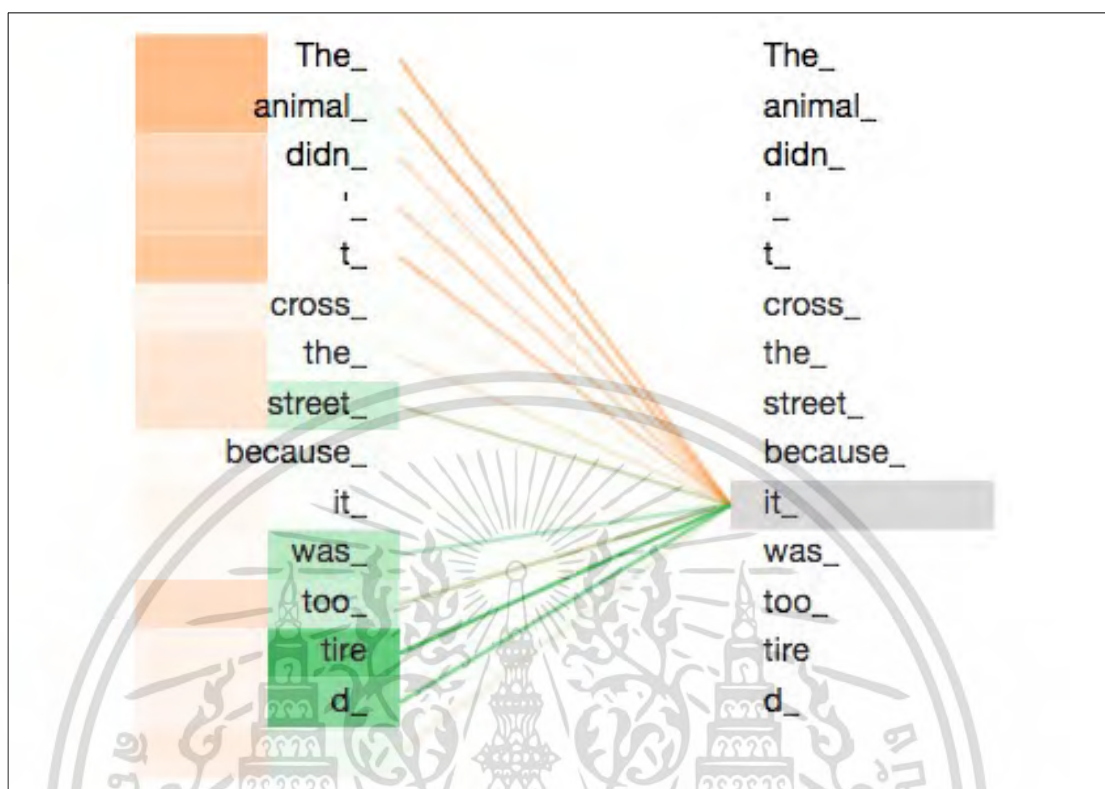 The_ The_
animal_ animal_
didn_ didn_
'_ '_
t_ t_
cross_ cross_
the_ the_
street_ street_
because_ because_
it_ it_
was_ was_
too_ too_
tire tire
d_ d_